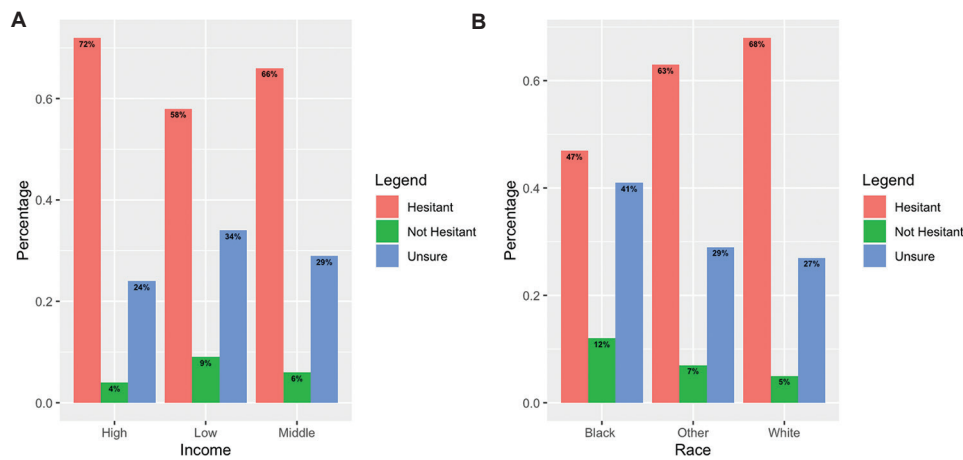 A
72%
4%
24%
58%
9%
34%
66%
6%
29%
0.6
0.4
0.2
0.0
Percentage
High Low Middle
Income
Legend
Hesitant
Not Hesitant
Unsure
B
47%
12%
41%
63%
7%
29%
68%
5%
27%
0.6
0.4
0.2
0.0
Percentage
Black Other White
Race
Legend
Hesitant
Not Hesitant
Unsure